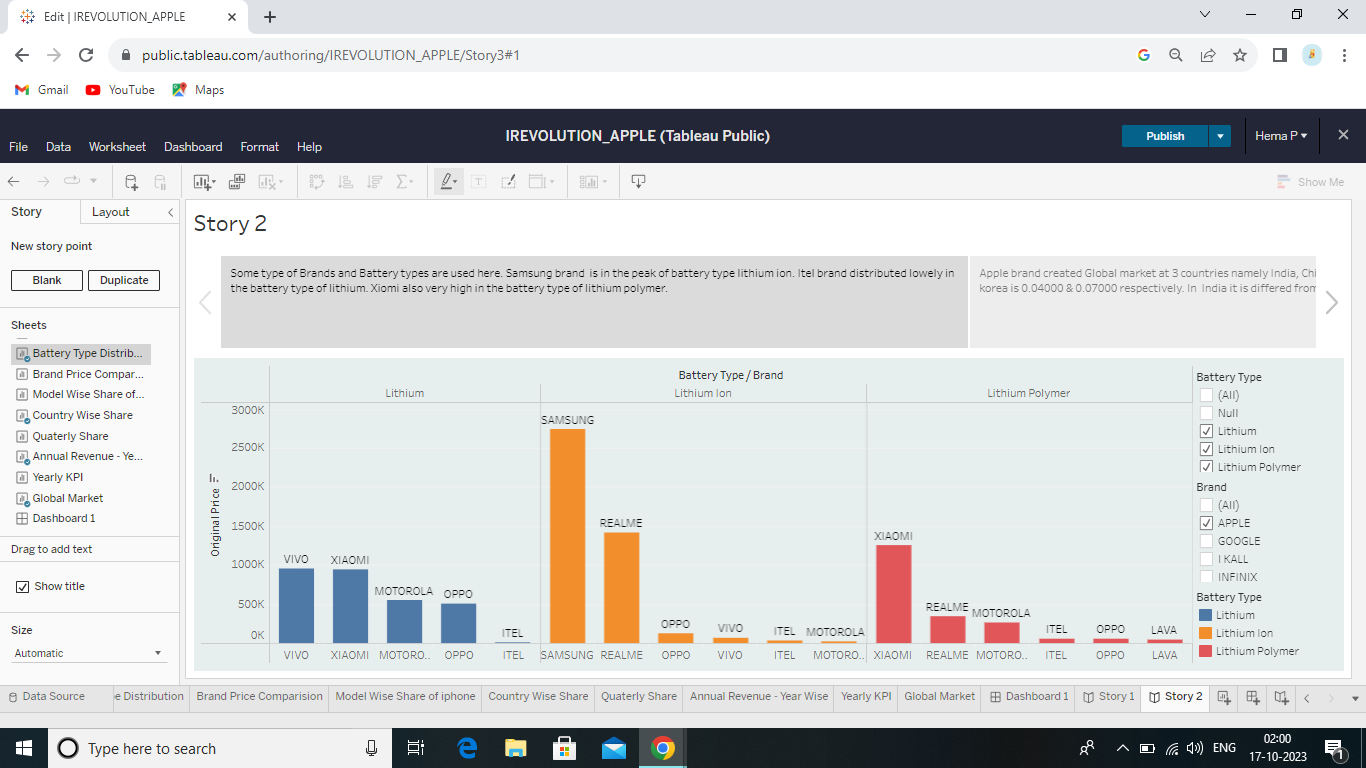 Edit | IREVOLUTION_APPLE
public.tableau.com/authoring/IREVOLUTION_APPLE/Story3#1
Gmail YouTube Maps
IREVOLUTION_APPLE (Tableau Public)
Publish
Hema P
File Data Worksheet Dashboard Format Help
Show Me
Story Layout
New story point
Blank Duplicate
Sheets
Battery Type Distrib...
Brand Price Compar...
Model Wise Share of...
Country Wise Share
Quaterly Share
Annual Revenue - Ye...
Yearly KPI
Global Market
Dashboard 1
Drag to add text
Show title
Size
Automatic
Story 2
Some type of Brands and Battery types are used here. Samsung brand is in the peak of battery type lithium ion. Itel brand distributed lowely in
the battery type of lithium. Xiomi also very high in the battery type of lithium polymer.
Apple brand created Global market at 3 countries namely India, Chi
korea is 0.04000 & 0.07000 respectively. In India it is differed from
Battery Type / Brand
Lithium Lithium Ion Lithium Polymer
Original Price
3000K
2500K
2000K
1500K
1000K
500K
0K
VIVO XIAOMI MOTOROLA OPPO ITEL
SAMSUNG REALME OPPO VIVO ITEL MOTOROLA
XIAOMI REALME MOTOROLA ITEL OPPO LAVA
VIVO XIAOMI MOTORO.. OPPO ITEL SAMSUNG REALME OPPO VIVO ITEL MOTORO.. XIAOMI REALME MOTORO.. ITEL OPPO LAVA
Battery Type
(All)
Null
Lithium
Lithium Ion
Lithium Polymer
Brand
(All)
APPLE
GOOGLE
I KALL
INFINIX
Battery Type
Lithium
Lithium Ion
Lithium Polymer
Data Source e Distribution Brand Price Comparision Model Wise Share of iphone Country Wise Share Quaterly Share Annual Revenue - Year Wise Yearly KPI Global Market Dashboard 1 Story 1 Story 2
Type here to search
ENG
02:00
17-10-2023
1